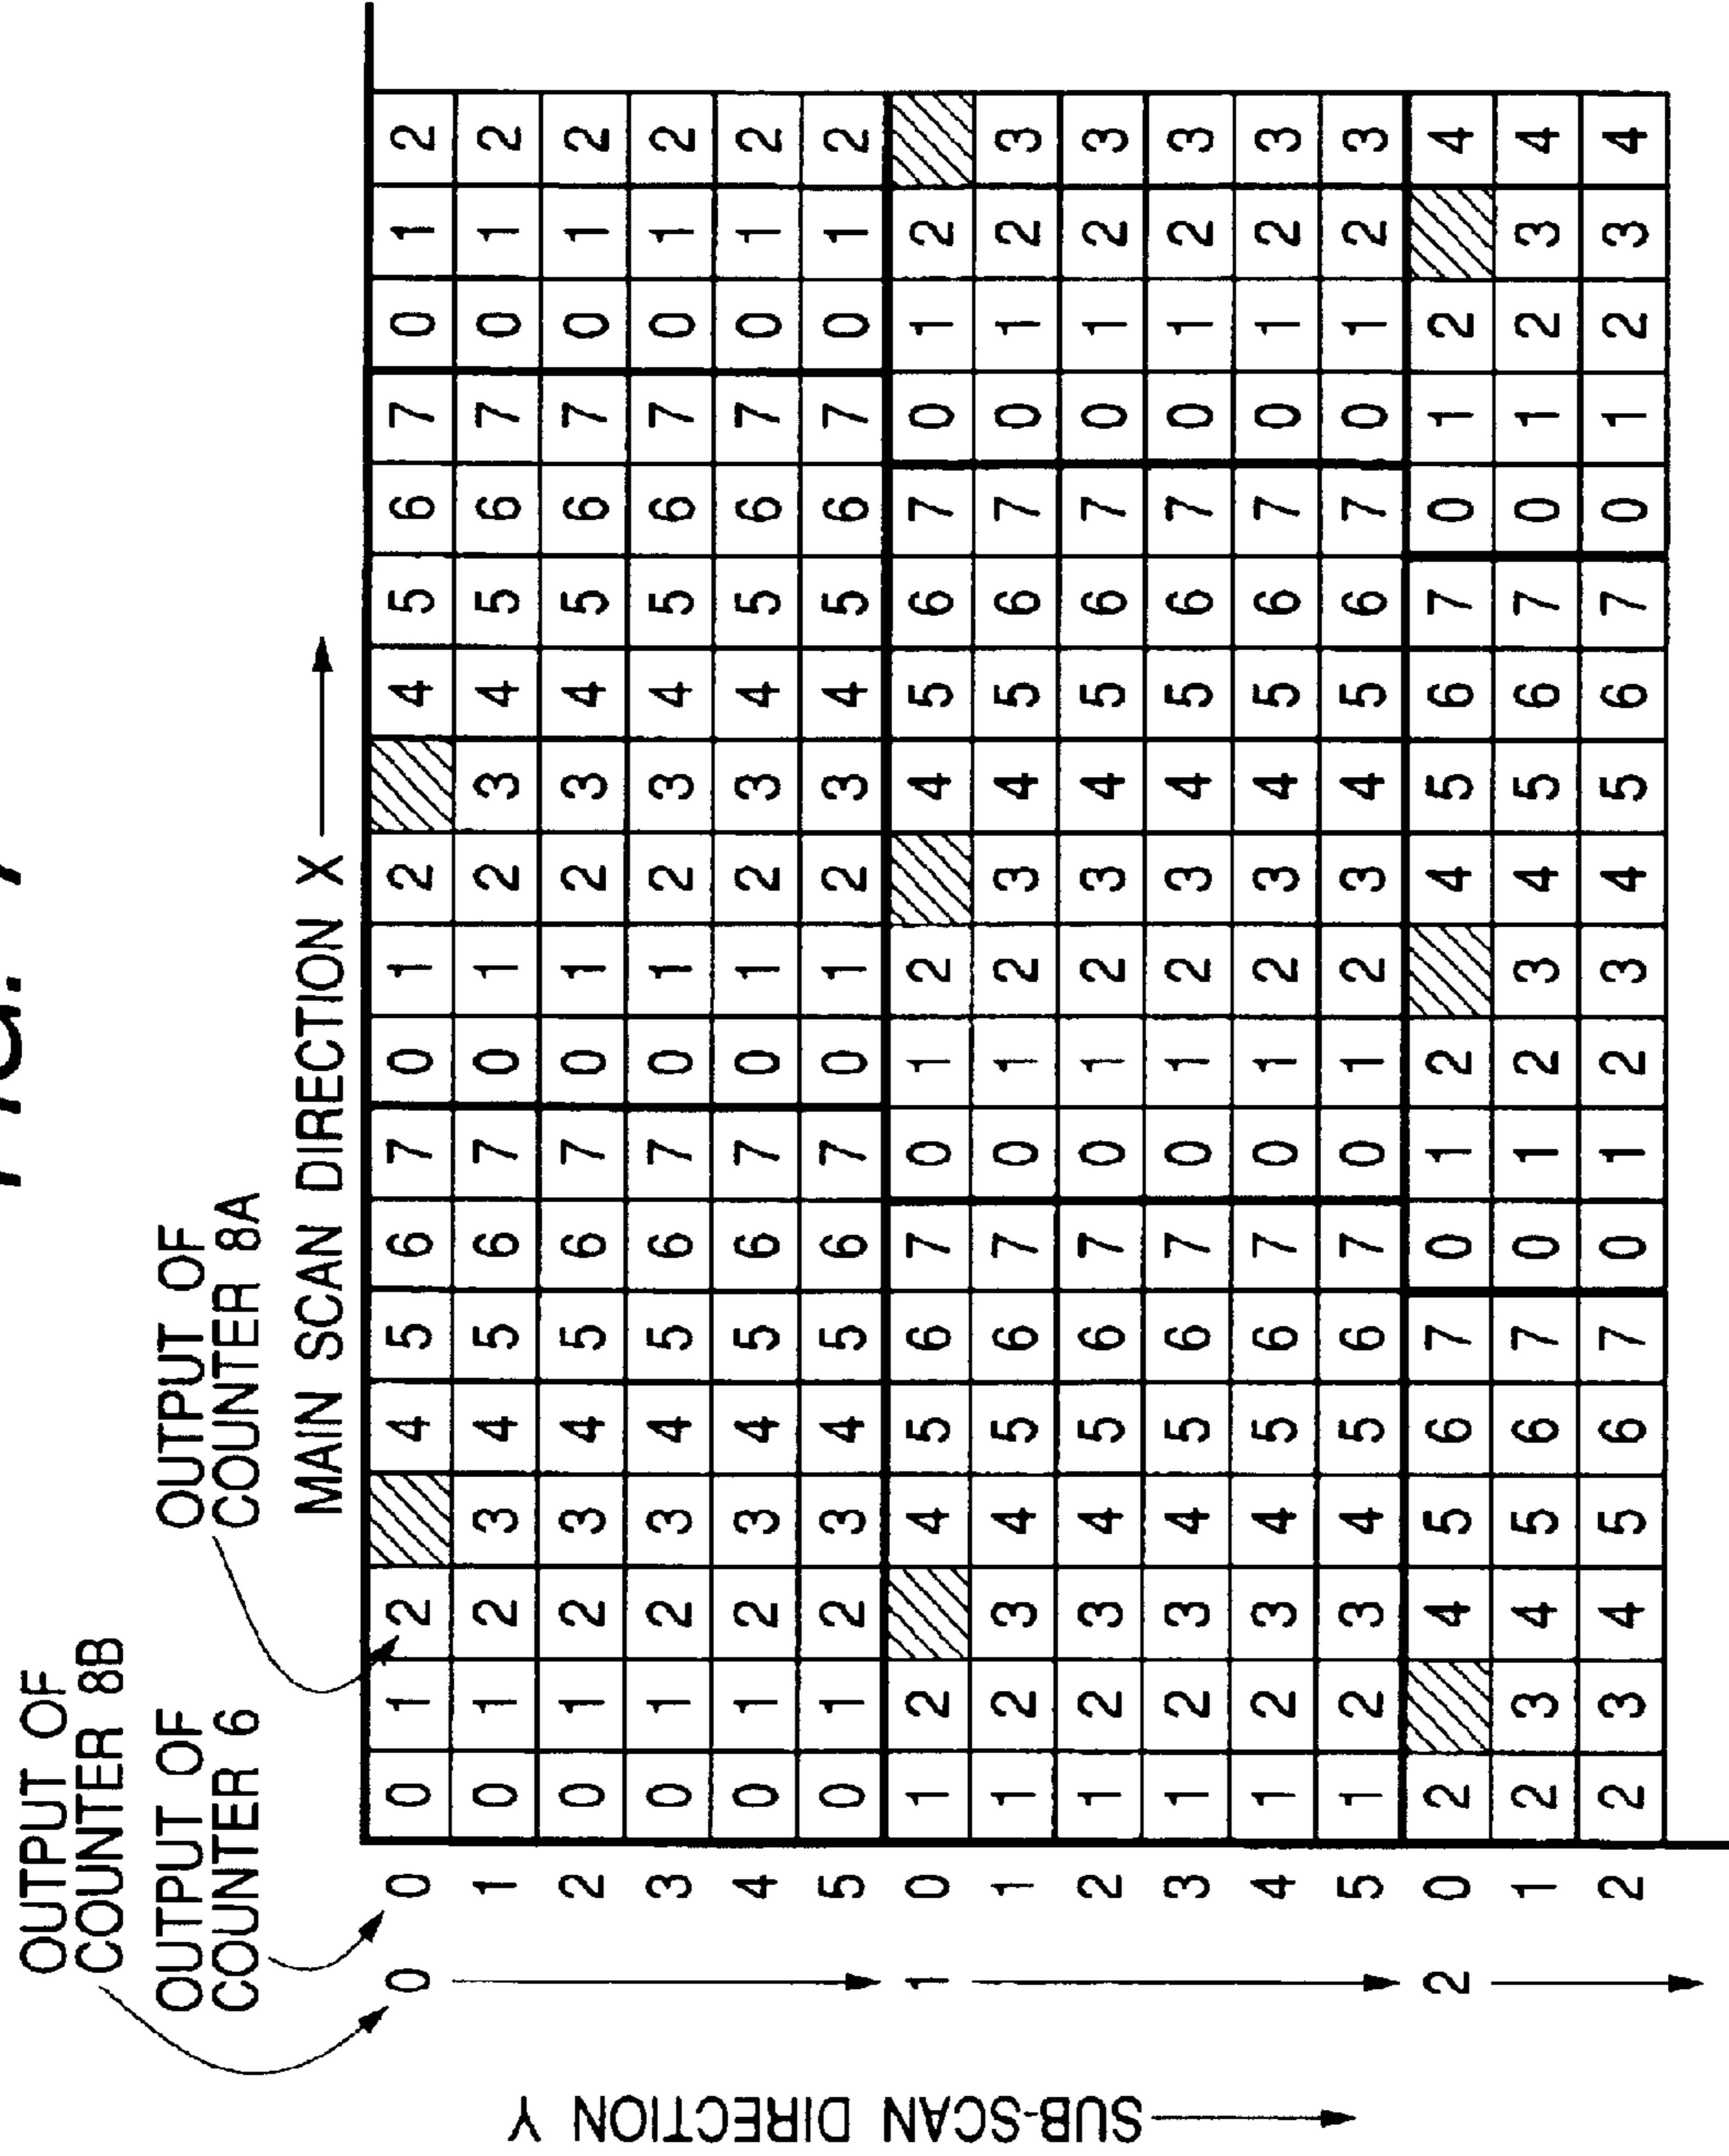 OUTPUT OF
COUNTER 8B
OUTPUT OF
COUNTER 6
OUTPUT OF
COUNTER 8A
MAIN SCAN DIRECTION X
SUB-SCAN DIRECTION Y
0 0 0 1 2 4 5 6 7 0 1 2 4 5 6 7 0 1 2
1 0 1 2 3 4 5 6 7 0 1 2 3 4 5 6 7 0 1 2
2 0 1 2 3 4 5 6 7 0 1 2 3 4 5 6 7 0 1 2
3 0 1 2 3 4 5 6 7 0 1 2 3 4 5 6 7 0 1 2
4 0 1 2 3 4 5 6 7 0 1 2 3 4 5 6 7 0 1 2
5 0 1 2 3 4 5 6 7 0 1 2 3 4 5 6 7 0 1 2
1 0 1 2 4 5 6 7 0 1 2 4 5 6 7 0 1 2
1 1 2 3 4 5 6 7 0 1 2 3 4 5 6 7 0 1 2 3
2 1 2 3 4 5 6 7 0 1 2 3 4 5 6 7 0 1 2 3
3 1 2 3 4 5 6 7 0 1 2 3 4 5 6 7 0 1 2 3
4 1 2 3 4 5 6 7 0 1 2 3 4 5 6 7 0 1 2 3
5 1 2 3 4 5 6 7 0 1 2 3 4 5 6 7 0 1 2 3
2 0 2 4 5 6 7 0 1 2 4 5 6 7 0 1 2 4
1 2 3 4 5 6 7 0 1 2 3 4 5 6 7 0 1 2 3 4
2 2 3 4 5 6 7 0 1 2 3 4 5 6 7 0 1 2 3 4